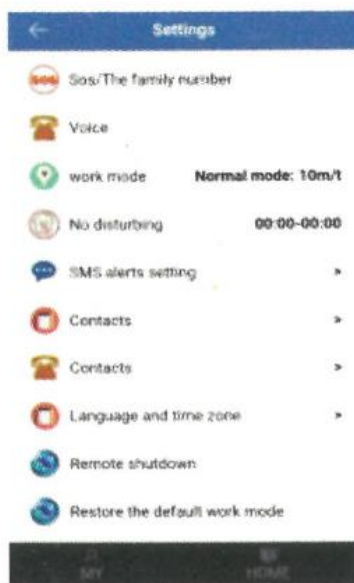 Settings
SOS Sos/The family number
Voice
work mode Normal mode: 10m/t
No disturbing 00:00-00:00
SMS alerts setting >
Contacts >
Contacts >
Language and time zone >
Remote shutdown
Restore the default work mode
MY HOME